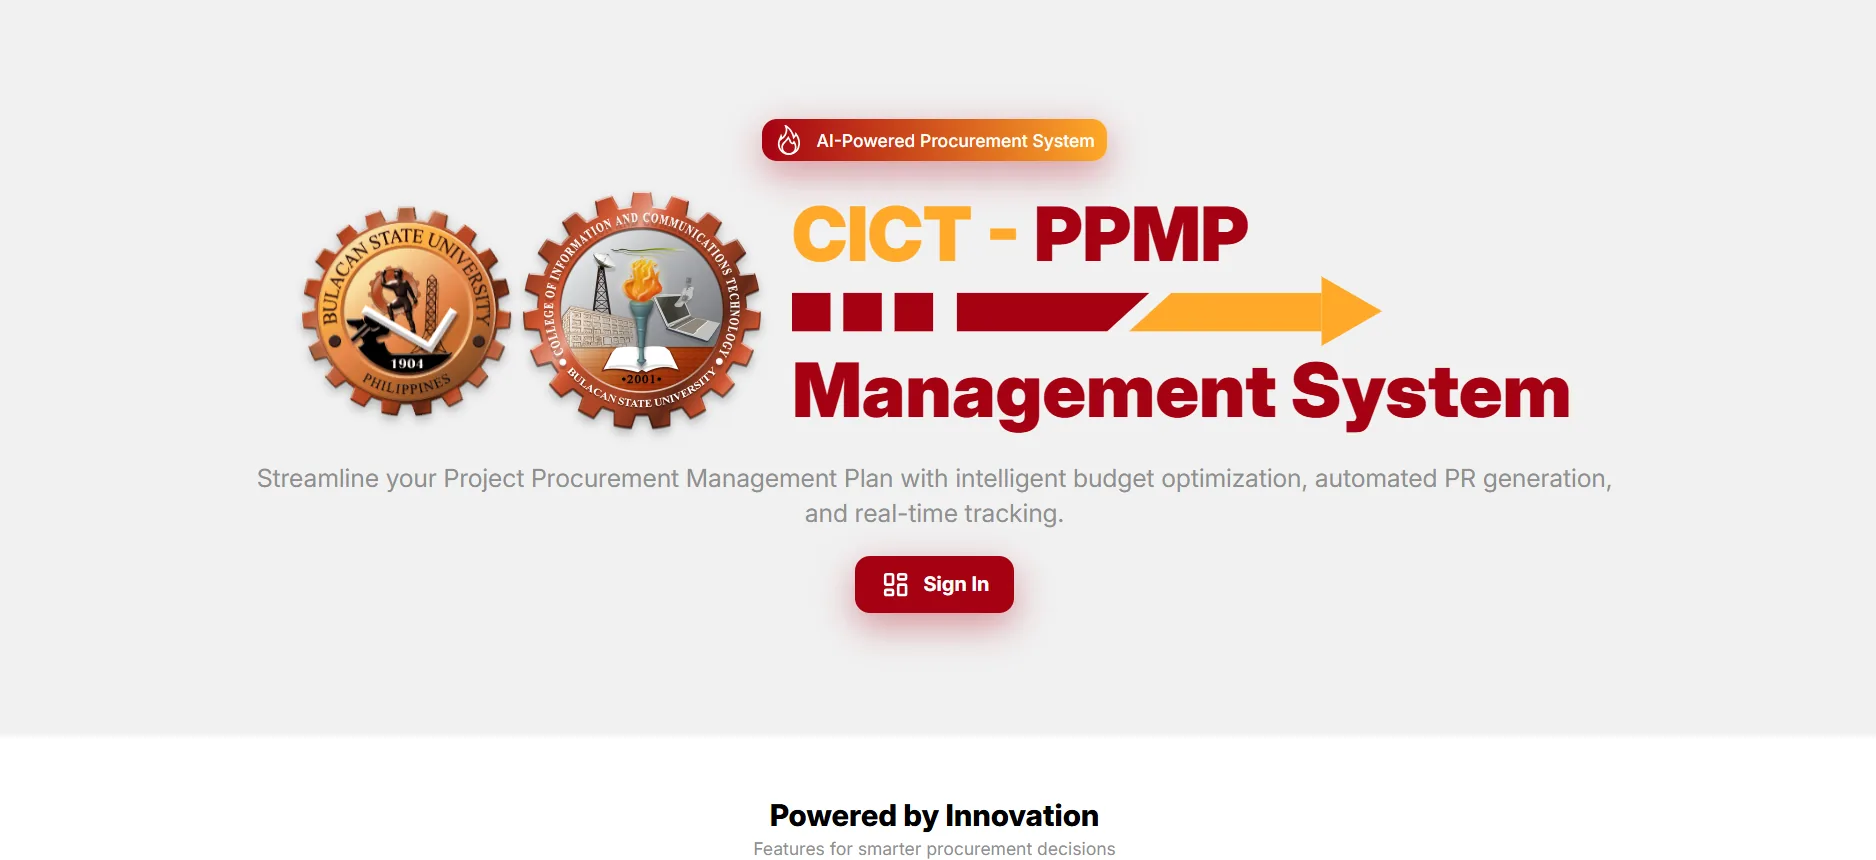 AI-Powered Procurement System
BULACAN STATE UNIVERSITY
1904
PHILIPPINES
COLLEGE OF INFORMATION AND COMMUNICATIONS TECHNOLOGY
•2001•
BULACAN STATE UNIVERSITY
CICT - PPMP
Management System
Streamline your Project Procurement Management Plan with intelligent budget optimization, automated PR generation,
and real-time tracking.
Sign In
Powered by Innovation
Features for smarter procurement decisions